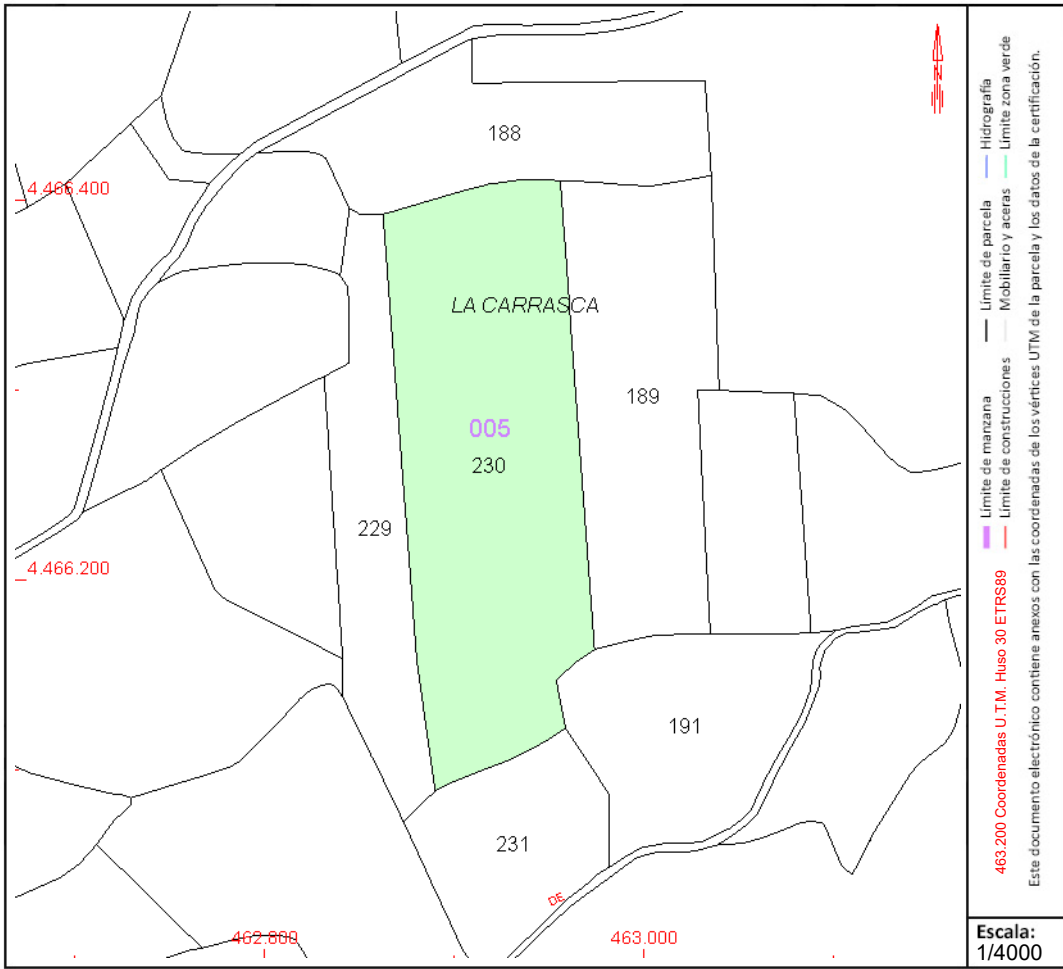 188
4.466.400
LA CARRASCA
189
005
230
229
4.466.200
191
231
DE
462.800
463.000
N
Límite de manzana
Límite de parcela
Hidrografía
Límite de construcciones
Mobiliario y aceras
Límite zona verde
463.200 Coordenadas U.T.M. Huso 30 ETRS89
Este documento electrónico contiene anexos con las coordenadas de los vértices UTM de la parcela y los datos de la certificación.
Escala:
1/4000